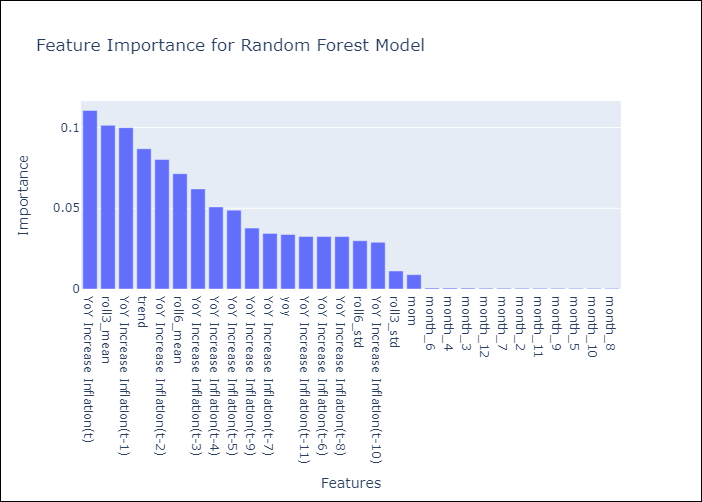 Feature Importance for Random Forest Model
Importance
0.1
0.05
0
YoY Increase Inflation(t)
roll3_mean
YoY Increase Inflation(t-1)
trend
YoY Increase Inflation(t-2)
roll6_mean
YoY Increase Inflation(t-3)
YoY Increase Inflation(t-4)
YoY Increase Inflation(t-5)
YoY Increase Inflation(t-9)
YoY Increase Inflation(t-7)
yoy
YoY Increase Inflation(t-11)
YoY Increase Inflation(t-6)
YoY Increase Inflation(t-8)
roll6_std
YoY Increase Inflation(t-10)
roll3_std
mom
month_6
month_4
month_3
month_12
month_7
month_2
month_11
month_9
month_5
month_10
month_8
Features